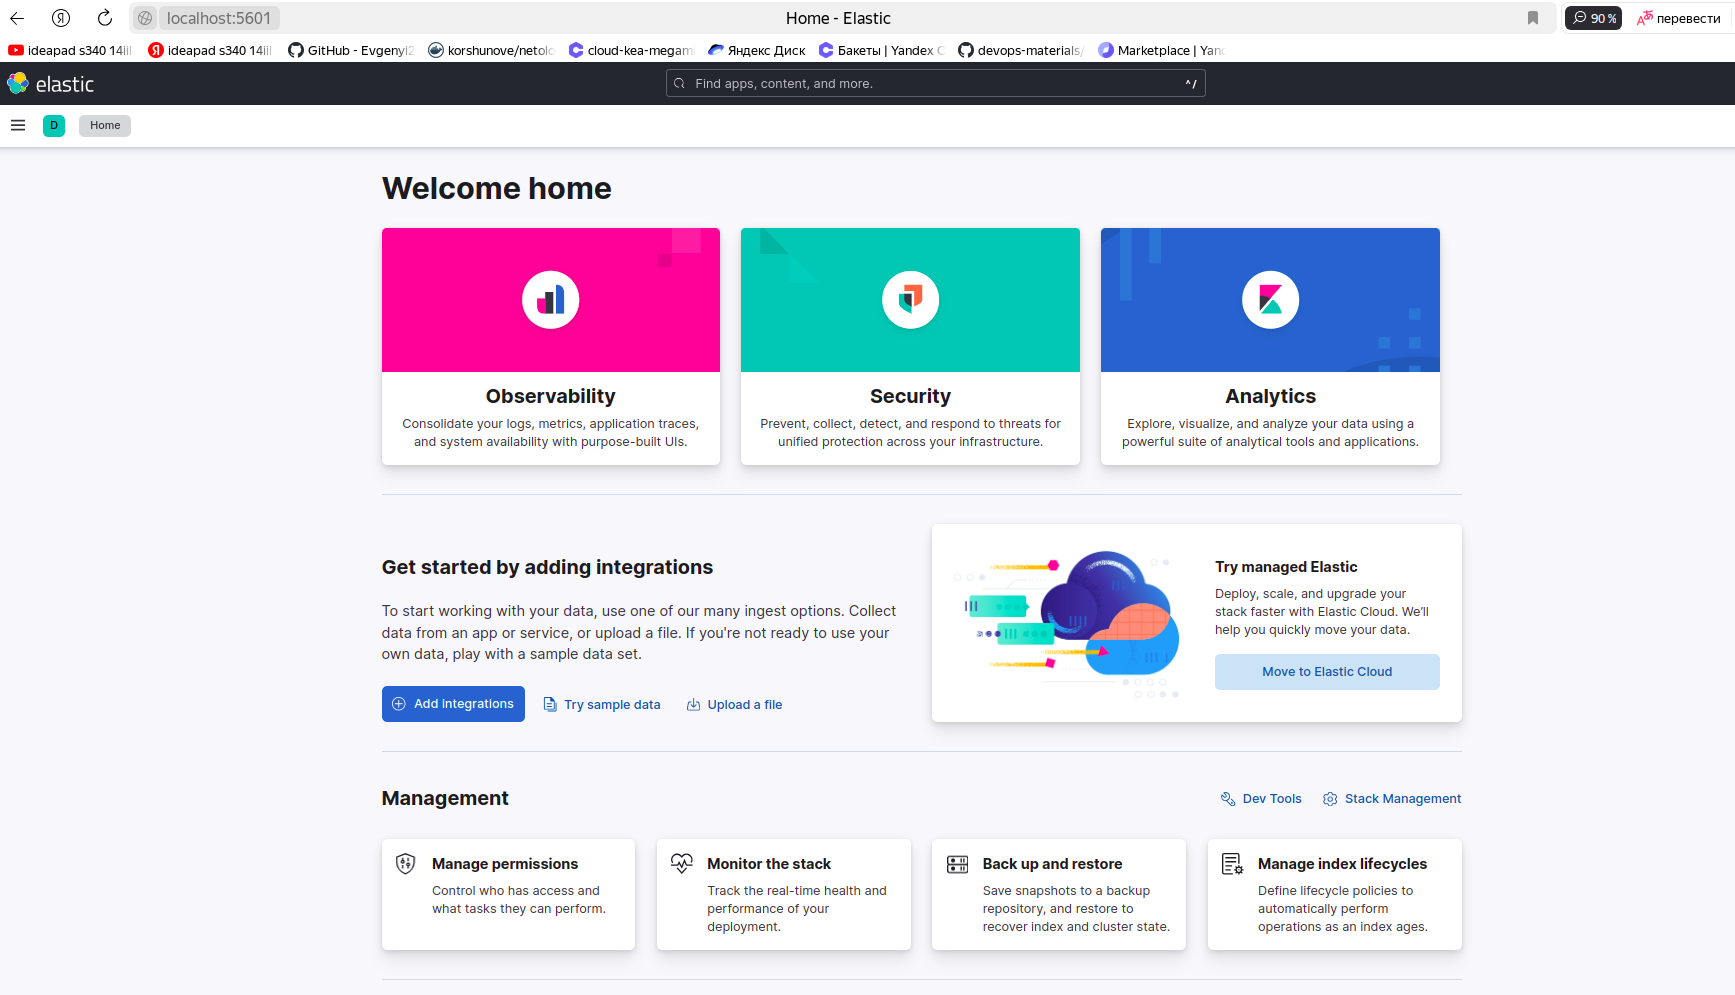 localhost:5601
Home - Elastic
90 %
перевести
ideapad s340 14iil
ideapad s340 14iil
GitHub - Evgenyi2
korshunove/netolo
cloud-kea-megam
Яндекс Диск
Бакеты | Yandex C
devops-materials/
Marketplace | Yan
elastic
Find apps, content, and more.
^/
D
Home
Welcome home
Observability
Consolidate your logs, metrics, application traces,
and system availability with purpose-built UIs.
Security
Prevent, collect, detect, and respond to threats for
unified protection across your infrastructure.
Analytics
Explore, visualize, and analyze your data using a
powerful suite of analytical tools and applications.
Get started by adding integrations
To start working with your data, use one of our many ingest options. Collect
data from an app or service, or upload a file. If you're not ready to use your
own data, play with a sample data set.
Add integrations
Try sample data
Upload a file
Try managed Elastic
Deploy, scale, and upgrade your
stack faster with Elastic Cloud. We'll
help you quickly move your data.
Move to Elastic Cloud
Management
Dev Tools
Stack Management
Manage permissions
Control who has access and
what tasks they can perform.
Monitor the stack
Track the real-time health and
performance of your
deployment.
Back up and restore
Save snapshots to a backup
repository, and restore to
recover index and cluster state.
Manage index lifecycles
Define lifecycle policies to
automatically perform
operations as an index ages.